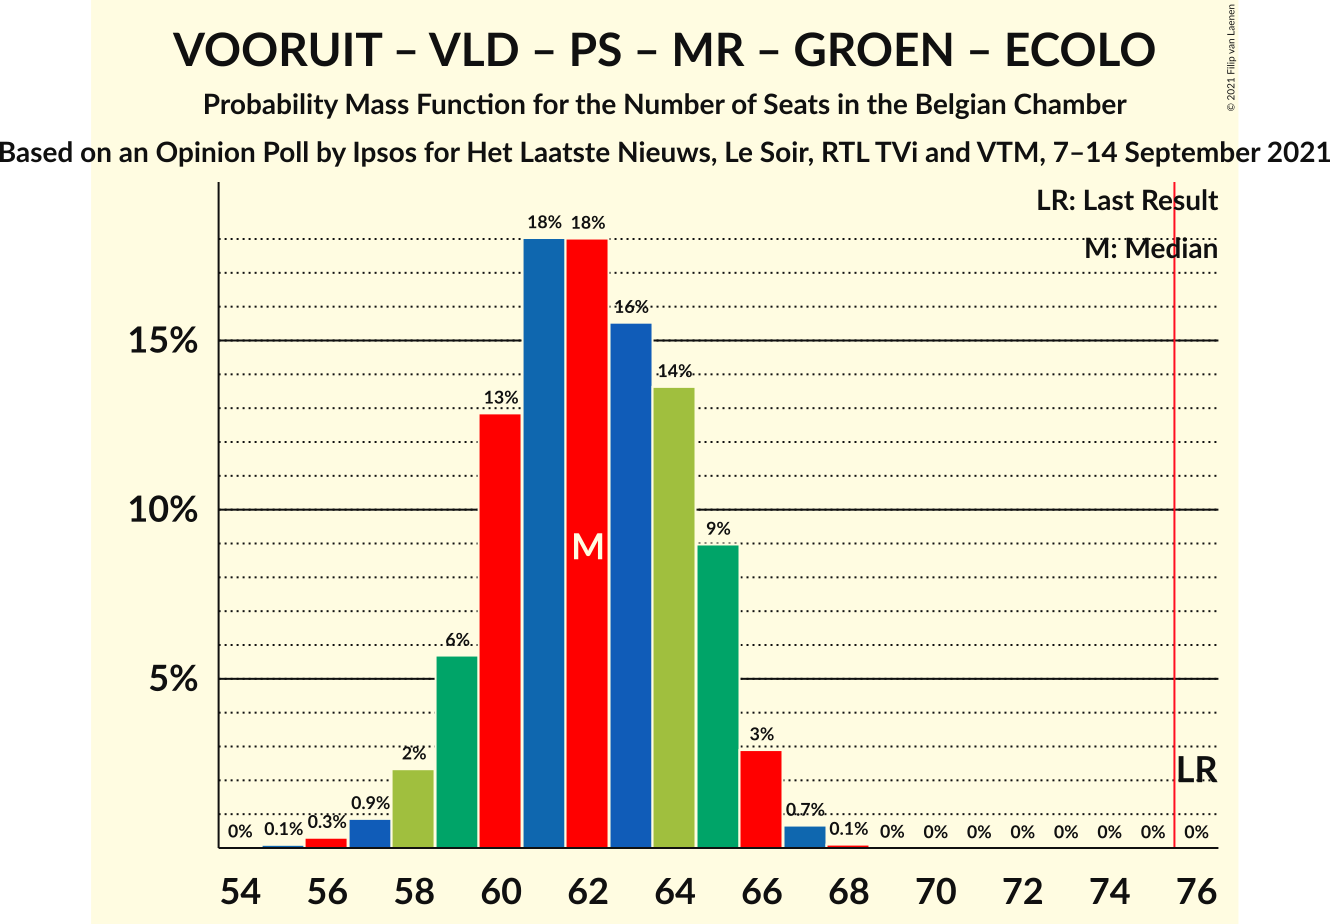 VOORUIT – VLD – PS – MR – GROEN – ECOLO
Probability Mass Function for the Number of Seats in the Belgian Chamber
Based on an Opinion Poll by Ipsos for Het Laatste Nieuws, Le Soir, RTL TVi and VTM, 7–14 September 2021
© 2021 Filip van Laenen
LR: Last Result
M: Median
15%
10%
5%
0% 0.1% 0.3% 0.9% 2% 6% 13% 18% 18% 16% 14% 9% 3% 0.7% 0.1% 0% 0% 0% 0% 0% 0% 0% 0%
M
LR
54 56 58 60 62 64 66 68 70 72 74 76